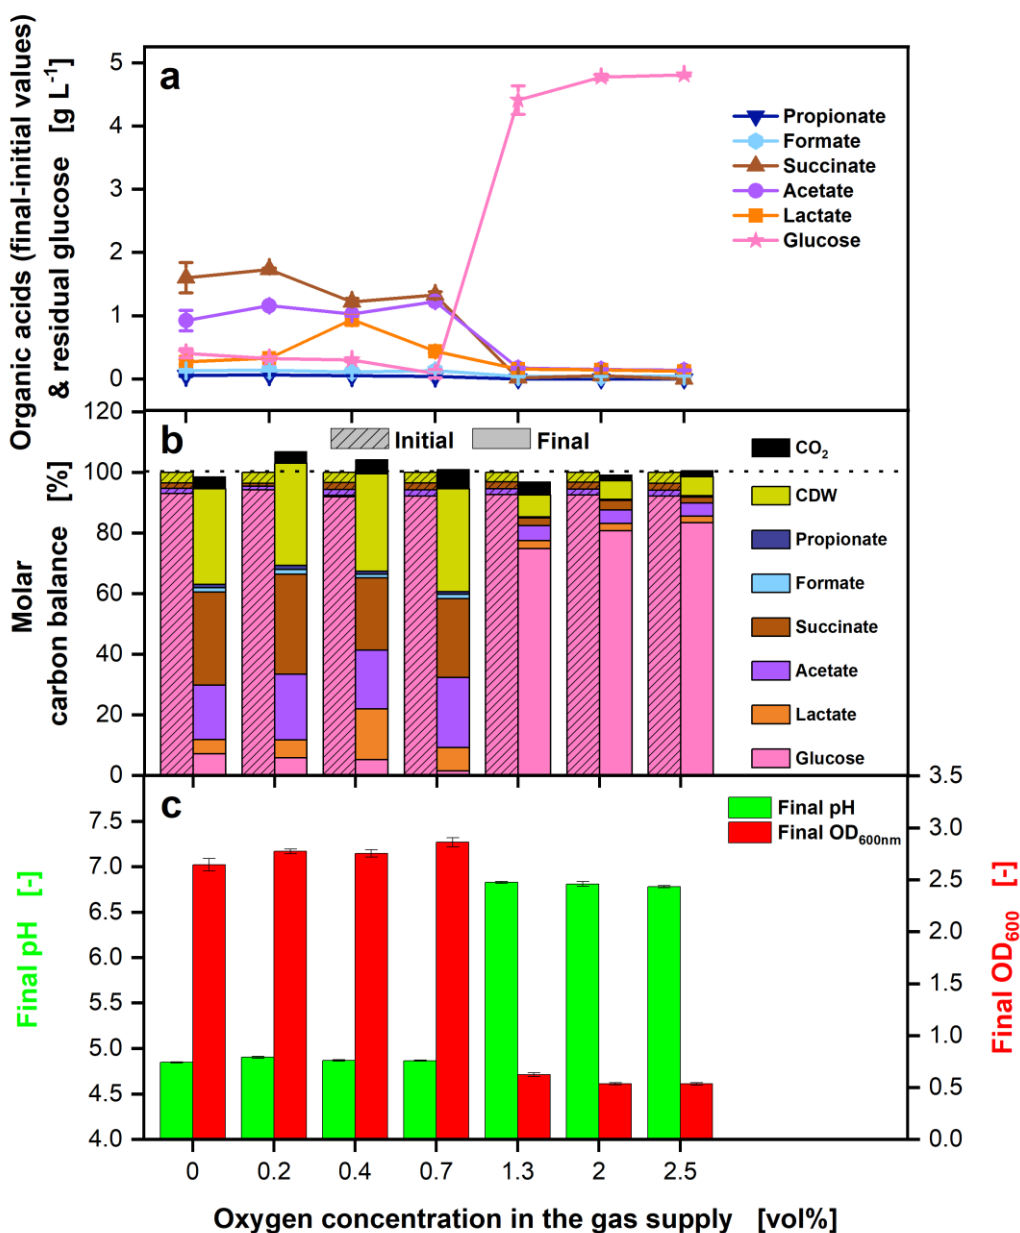 Organic acids (final-initial values)
& residual glucose [g L⁻¹]
a
5
4
3
2
1
0
Propionate
Formate
Succinate
Acetate
Lactate
Glucose
Molar
carbon balance [%]
b
120
100
80
60
40
20
0
Initial
Final
CO₂
CDW
Propionate
Formate
Succinate
Acetate
Lactate
Glucose
Final pH [-]
c
7.5
7.0
6.5
6.0
5.5
5.0
4.5
4.0
Final pH
Final OD₆₀₀ₙₘ
3.5
3.0
2.5
2.0
1.5
1.0
0.5
0.0
Final OD₆₀₀ [-]
0 0.2 0.4 0.7 1.3 2 2.5
Oxygen concentration in the gas supply [vol%]